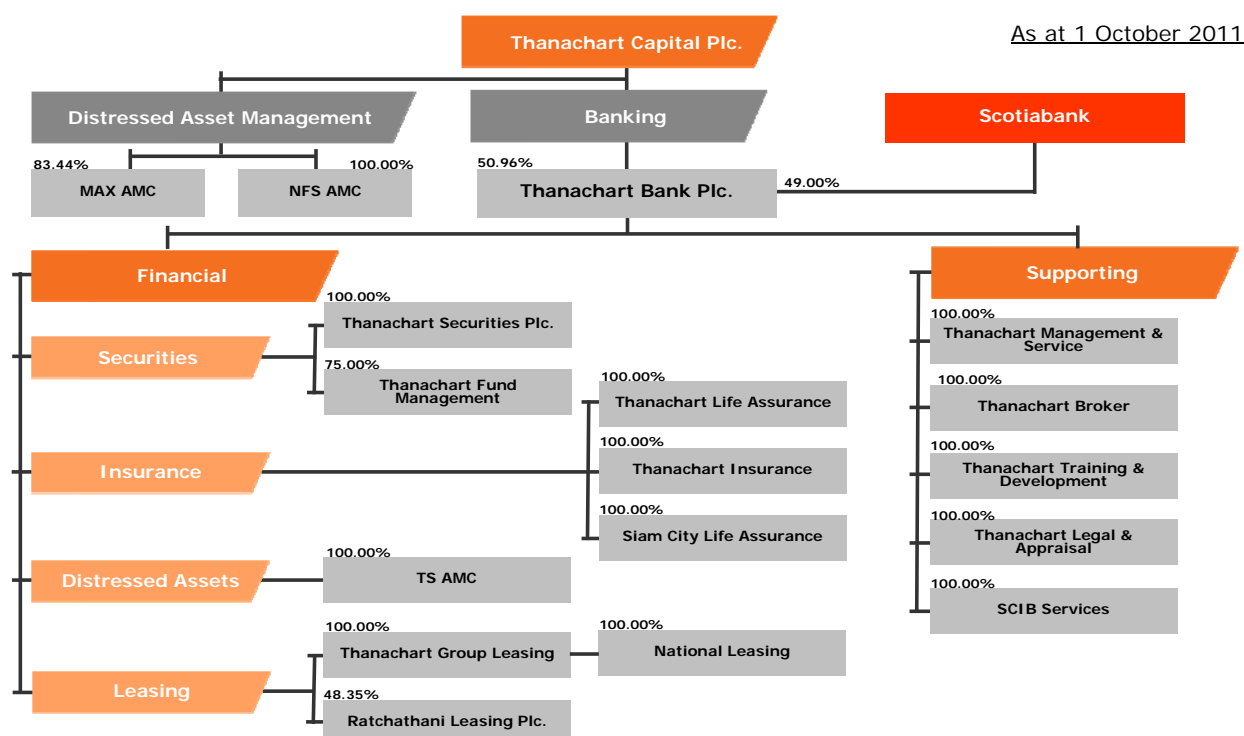 Thanachart Capital Plc.
As at 1 October 2011
Distressed Asset Management
Banking
Scotiabank
83.44%
MAX AMC
100.00%
NFS AMC
50.96%
Thanachart Bank Plc.
49.00%
Financial
Supporting
Securities
100.00%
Thanachart Securities Plc.
75.00%
Thanachart Fund
Management
Insurance
100.00%
Thanachart Life Assurance
100.00%
Thanachart Insurance
100.00%
Siam City Life Assurance
Distressed Assets
100.00%
TS AMC
Leasing
100.00%
Thanachart Group Leasing
100.00%
National Leasing
48.35%
Ratchathani Leasing Plc.
100.00%
Thanachart Management &
Service
100.00%
Thanachart Broker
100.00%
Thanachart Training &
Development
100.00%
Thanachart Legal &
Appraisal
100.00%
SCIB Services